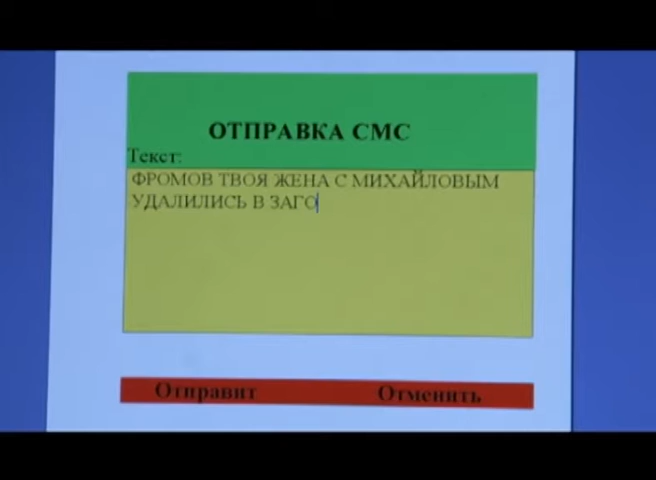 ОТПРАВКА СМС
Текст:
ФРОМОВ ТВОЯ ЖЕНА С МИХАЙЛОВЫМ
УДАЛИЛИСЬ В ЗАГО
Отправит Отменить